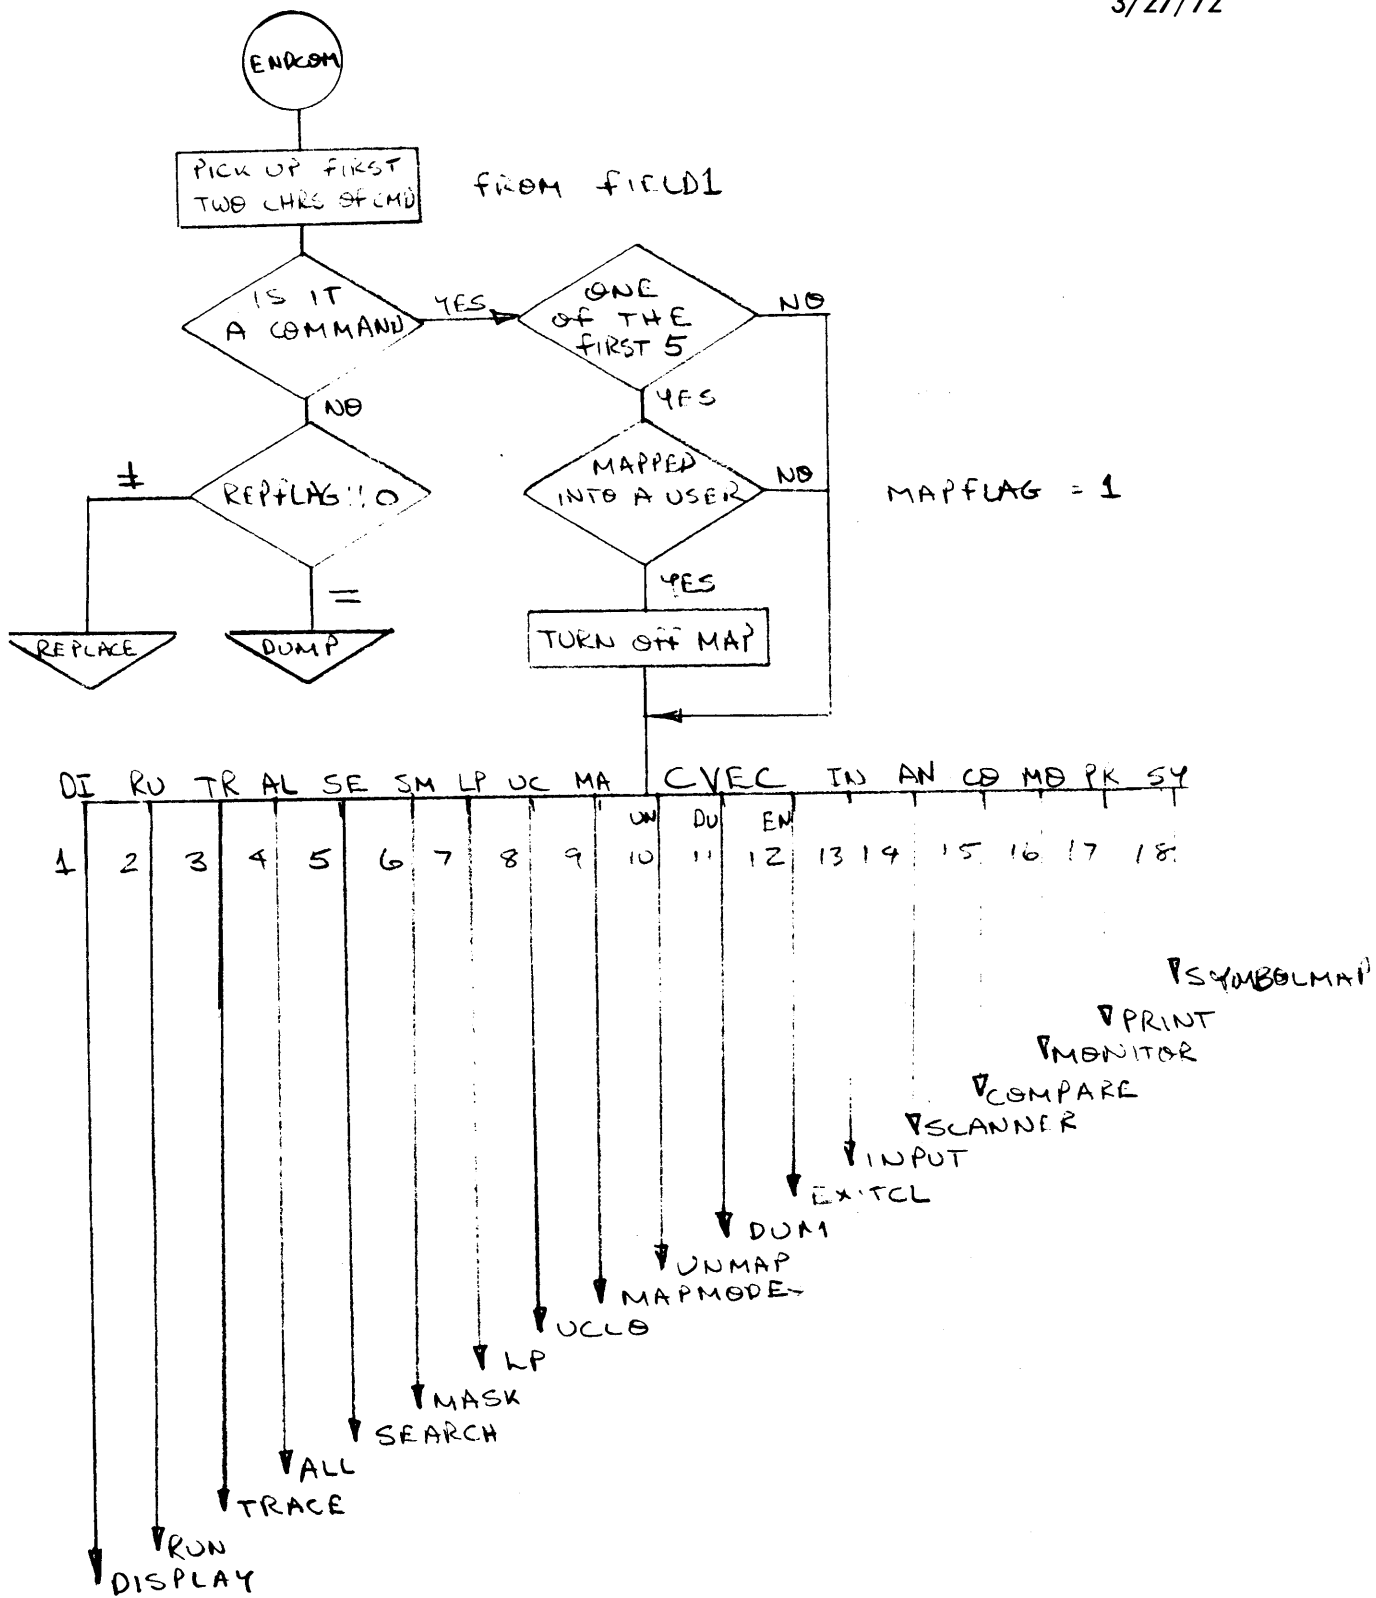 3/27/72
ENDCOM
PICK UP FIRST
TWO CHRS OF CMD
FROM FIELD1
IS IT
A COMMAND
YES
ONE
OF THE
FIRST 5
NO
NO
YES
REPFLAG!!0
≠
=
MAPPED
INTO A USER
NO
MAPFLAG = 1
YES
REPLACE
DUMP
TURN OFF MAP
DI RU TR AL SE SM LP UC MA CVEC IN AN CO MO PK SY
UN DU EN
1 2 3 4 5 6 7 8 9 10 11 12 13 14 15 16 17 18
SYMBOLMAP
PRINT
MONITOR
COMPARE
SCANNER
INPUT
EXITCL
DUM1
UNMAP
MAPMODE
UCLO
LP
MASK
SEARCH
ALL
TRACE
RUN
DISPLAY